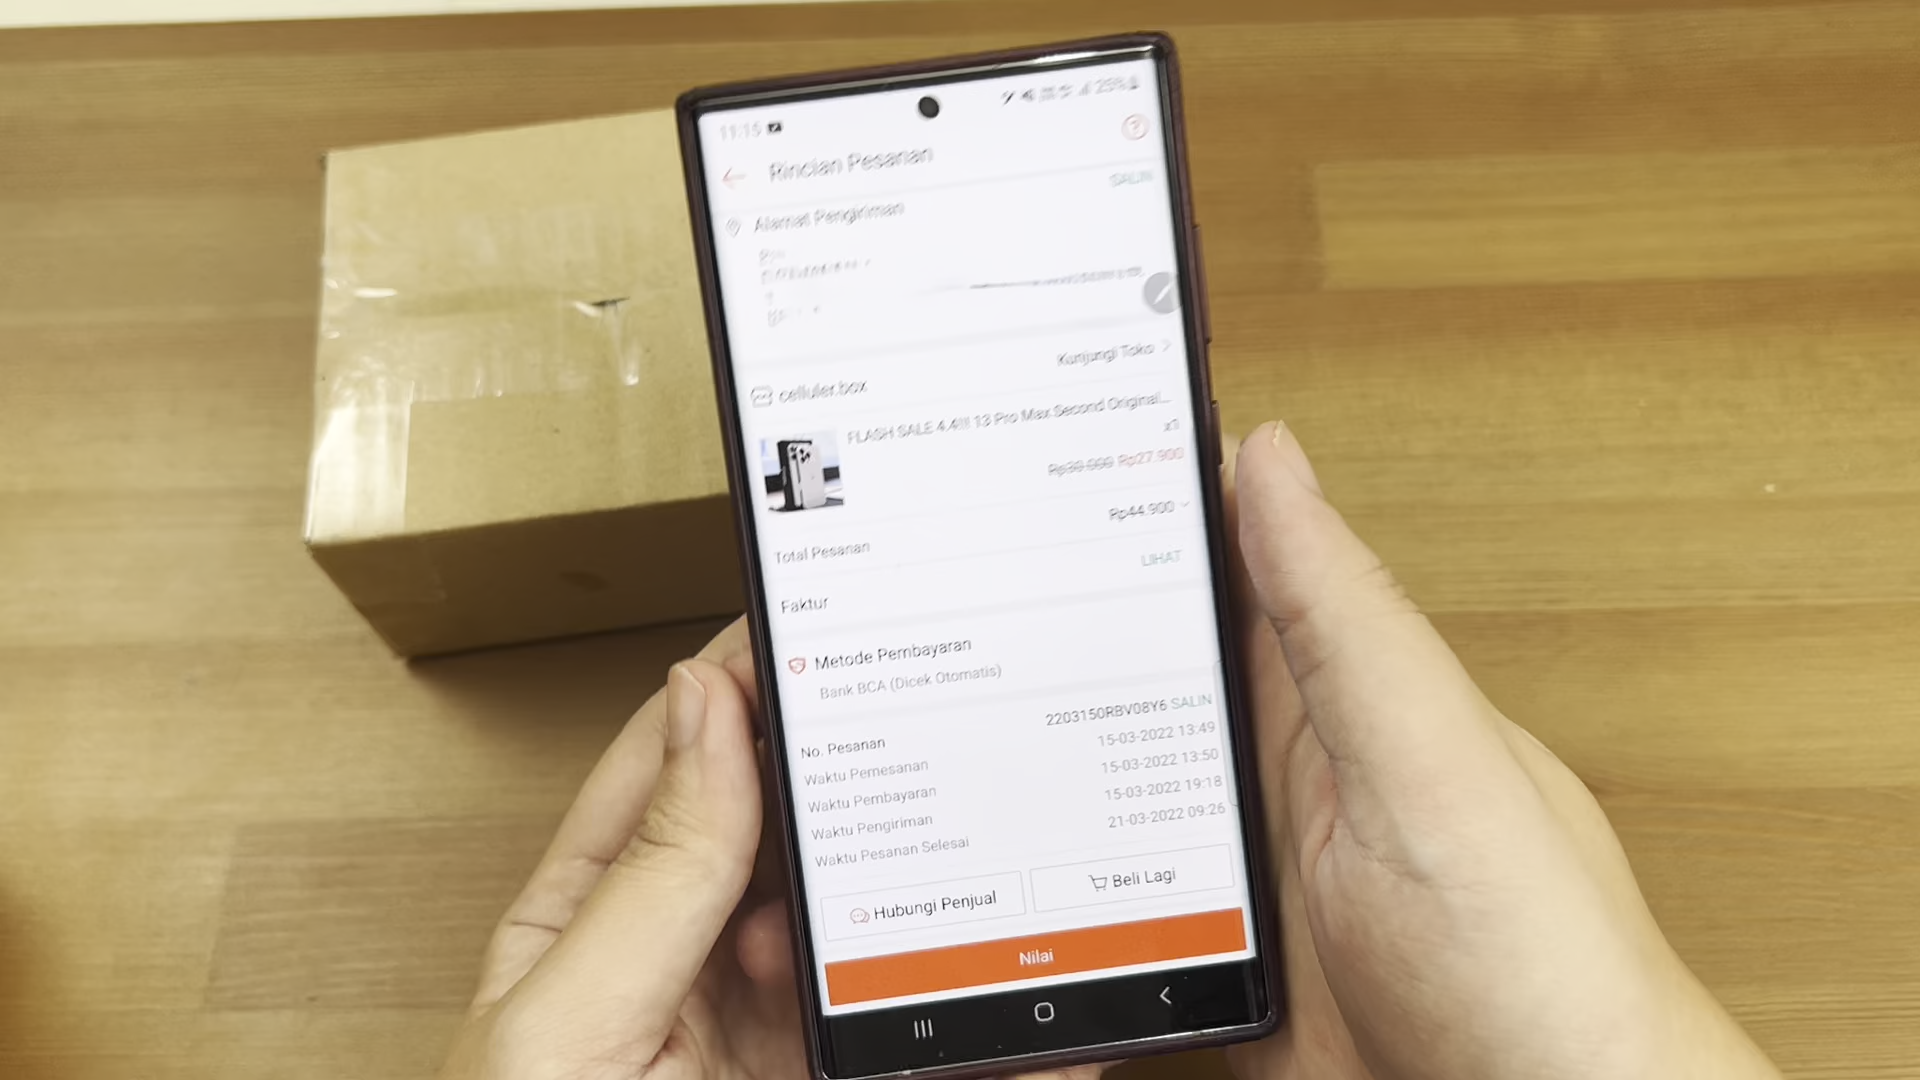 11:15
25%
Rincian Pesanan
Alamat Pengiriman
SALIN
celluler.box
Kunjungi Toko
FLASH SALE 4.4!!! 13 Pro Max Second Original...
x1
Rp39.000 Rp27.900
Total Pesanan
Rp44.900
Faktur
LIHAT
Metode Pembayaran
Bank BCA (Dicek Otomatis)
No. Pesanan
2203150RBV08Y6 SALIN
Waktu Pemesanan
15-03-2022 13:49
Waktu Pembayaran
15-03-2022 13:50
Waktu Pengiriman
15-03-2022 19:18
Waktu Pesanan Selesai
21-03-2022 09:26
Hubungi Penjual
Beli Lagi
Nilai